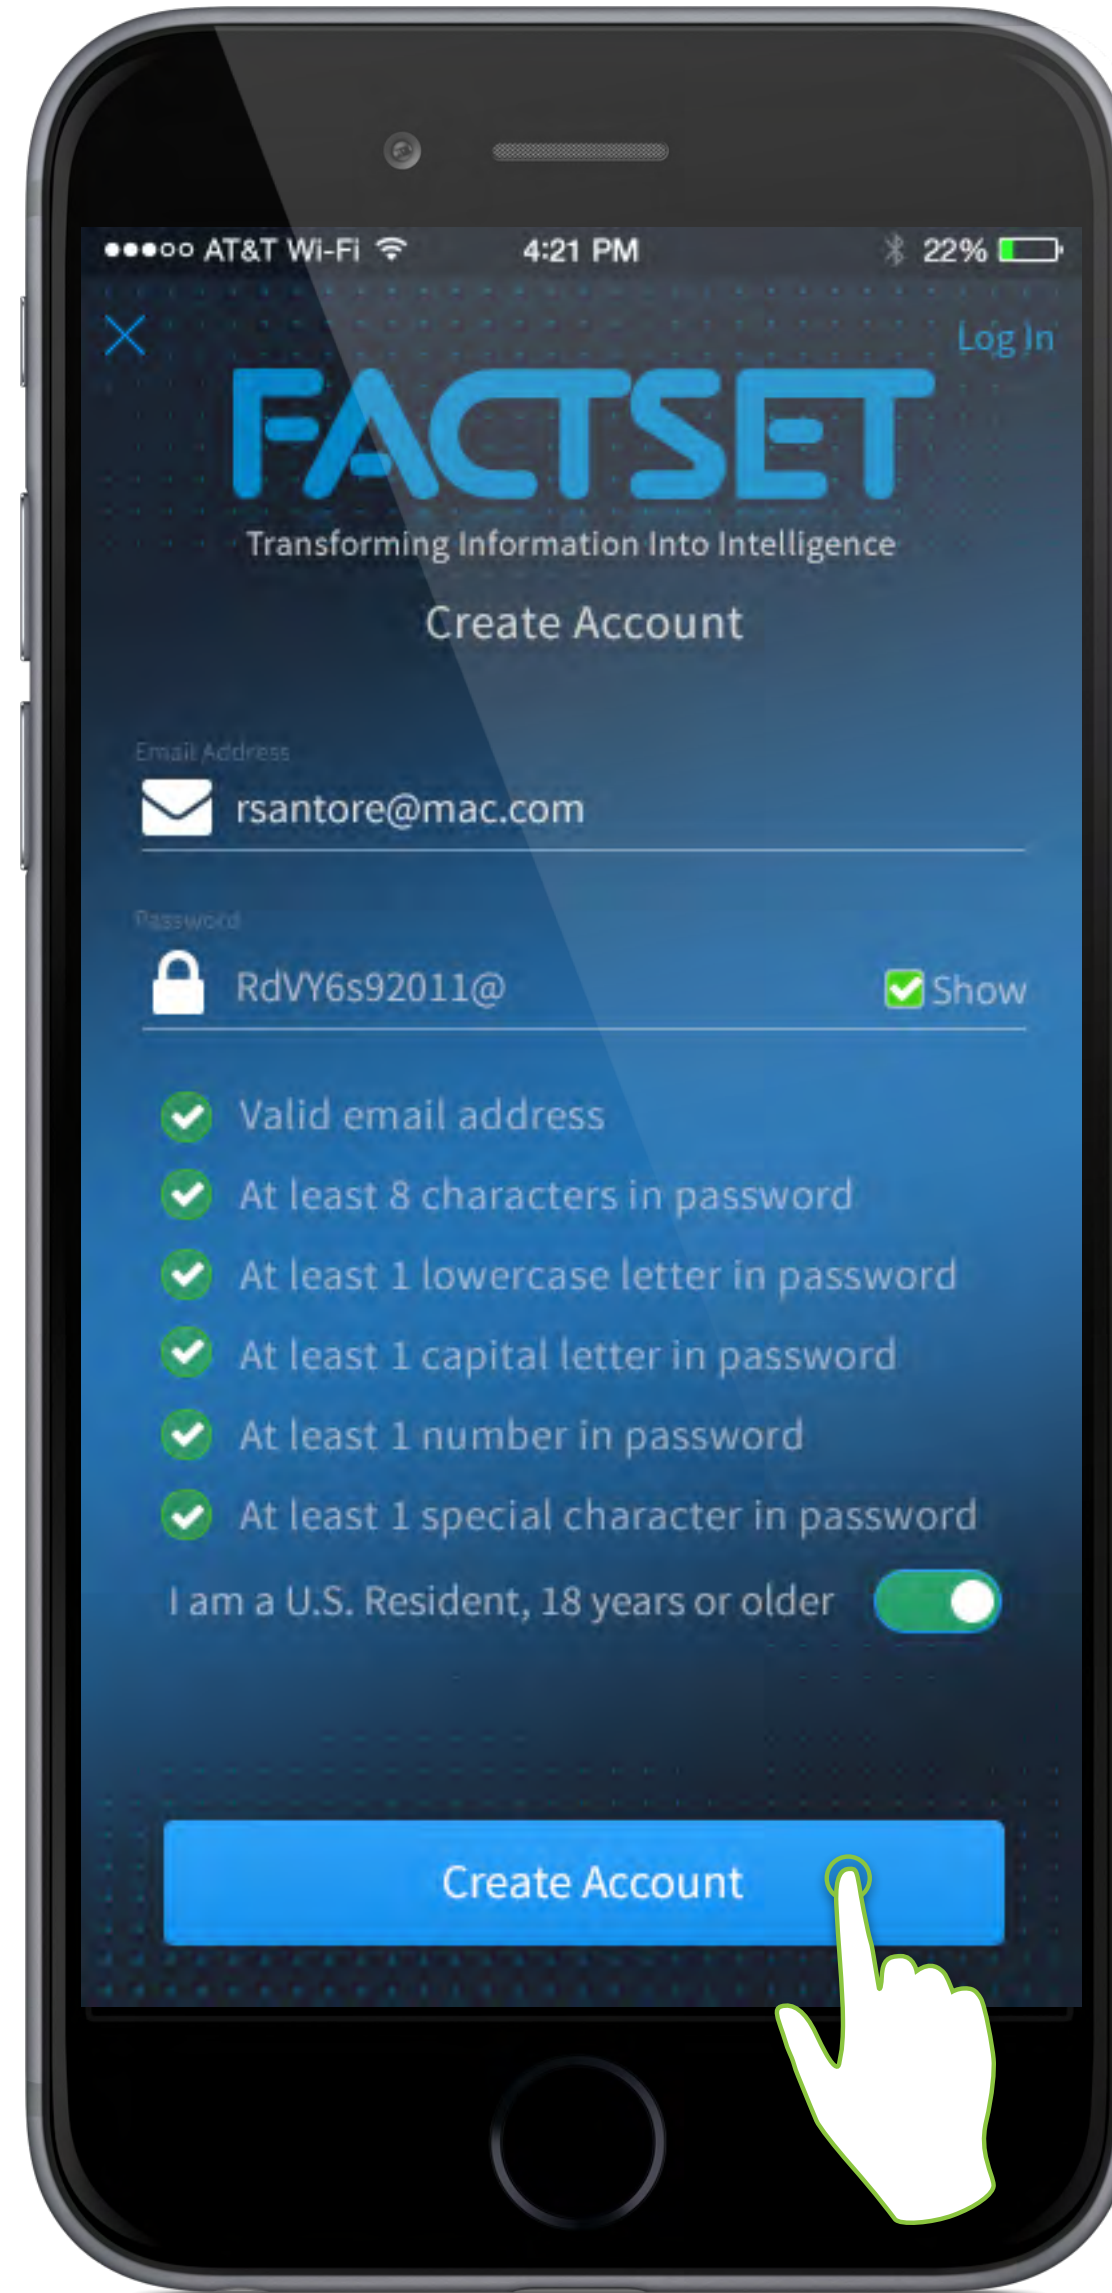 AT&T Wi-Fi 4:21 PM 22%
Log In
FACTSET
Transforming Information Into Intelligence
Create Account
Email Address
rsantore@mac.com
Password
RdVY6s92011@ Show
Valid email address
At least 8 characters in password
At least 1 lowercase letter in password
At least 1 capital letter in password
At least 1 number in password
At least 1 special character in password
I am a U.S. Resident, 18 years or older
Create Account